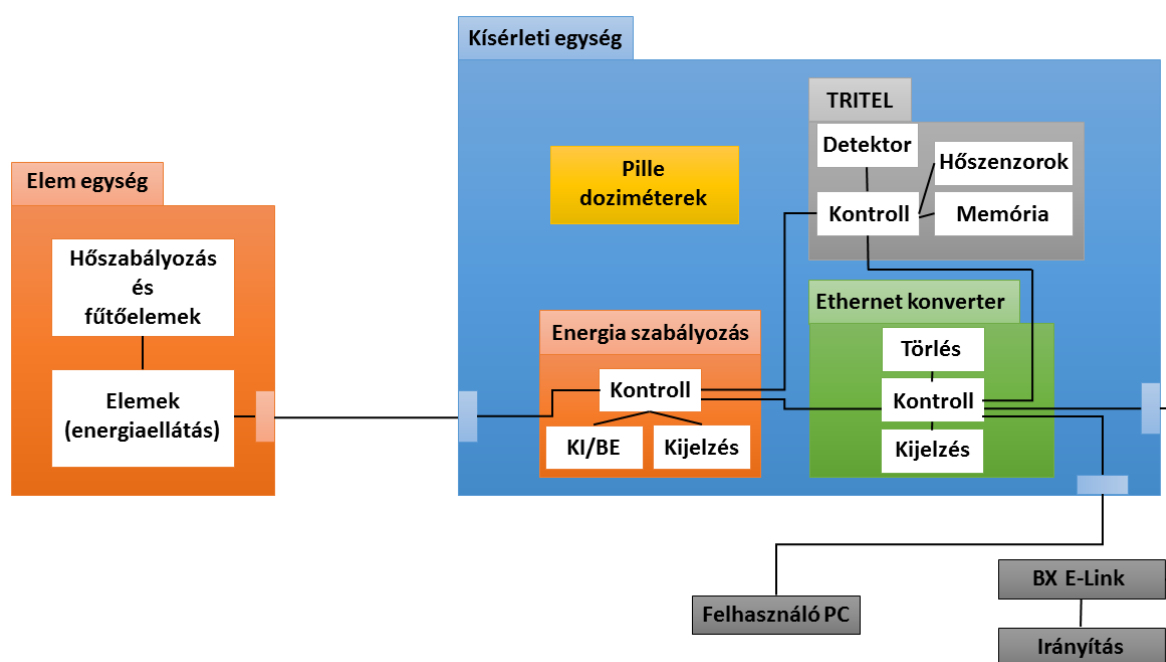 Kísérleti egység
TRITEL
Detektor
Hőszenzorok
Kontroll
Memória
Pille
doziméterek
Elem egység
Hőszabályozás
és
fűtőelemek
Elemek
(energiaellátás)
Energia szabályozás
Kontroll
KI/BE
Kijelzés
Ethernet konverter
Törlés
Kontroll
Kijelzés
Felhasználó PC
BX E-Link
Irányítás